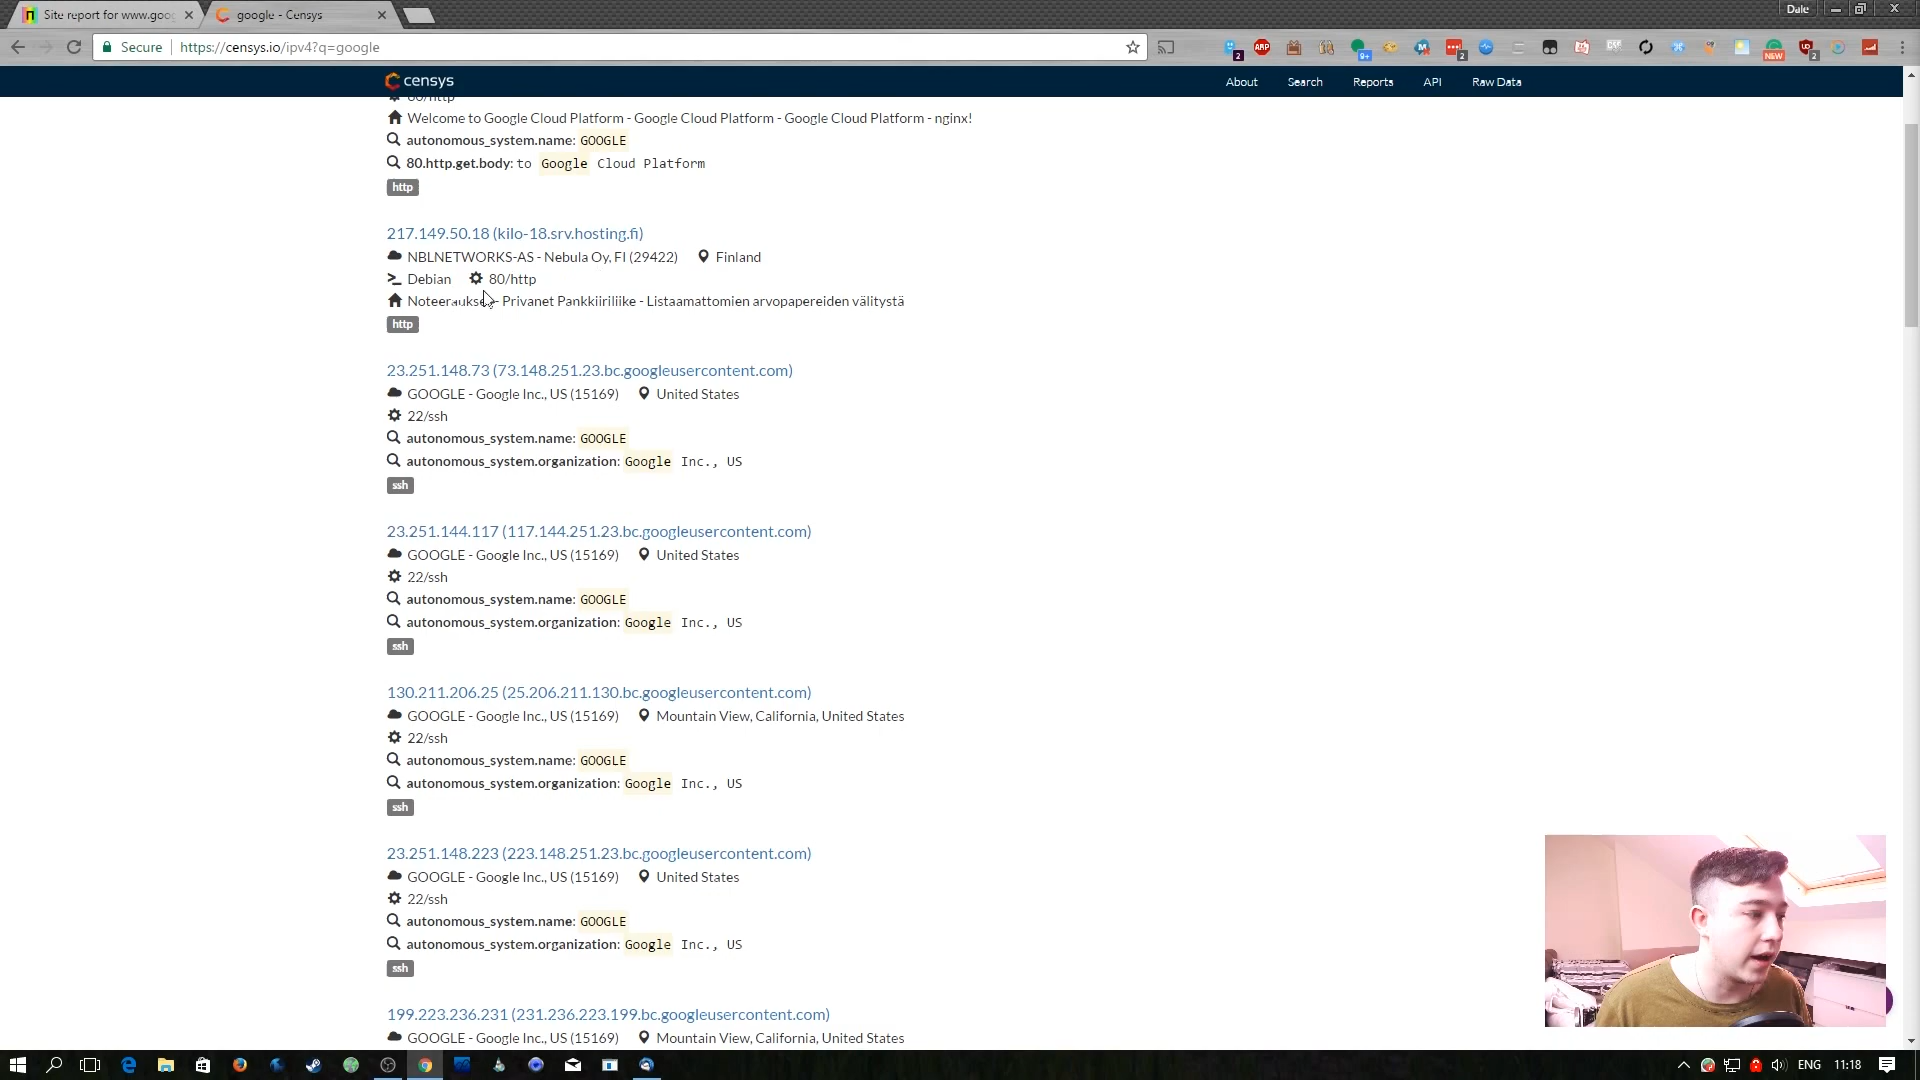 Site report for www.goo
google - Censys
Dale
Secure
https://censys.io/ipv4?q=google
censys
About
Search
Reports
API
Raw Data
80/http
Welcome to Google Cloud Platform - Google Cloud Platform - Google Cloud Platform - nginx!
autonomous_system.name: GOOGLE
80.http.get.body: to Google Cloud Platform
http
217.149.50.18 (kilo-18.srv.hosting.fi)
NBLNETWORKS-AS - Nebula Oy, FI (29422) Finland
Debian 80/http
- Privanet Pankkiiriliike - Listaamattomien arvopapereiden välitystä
http
23.251.148.73 (73.148.251.23.bc.googleusercontent.com)
GOOGLE - Google Inc., US (15169) United States
22/ssh
autonomous_system.name: GOOGLE
autonomous_system.organization: Google Inc., US
ssh
23.251.144.117 (117.144.251.23.bc.googleusercontent.com)
GOOGLE - Google Inc., US (15169) United States
22/ssh
autonomous_system.name: GOOGLE
autonomous_system.organization: Google Inc., US
ssh
130.211.206.25 (25.206.211.130.bc.googleusercontent.com)
GOOGLE - Google Inc., US (15169) Mountain View, California, United States
22/ssh
autonomous_system.name: GOOGLE
autonomous_system.organization: Google Inc., US
ssh
23.251.148.223 (223.148.251.23.bc.googleusercontent.com)
GOOGLE - Google Inc., US (15169) United States
22/ssh
autonomous_system.name: GOOGLE
autonomous_system.organization: Google Inc., US
ssh
199.223.236.231 (231.236.223.199.bc.googleusercontent.com)
GOOGLE - Google Inc., US (15169) Mountain View, California, United States
ENG 11:18